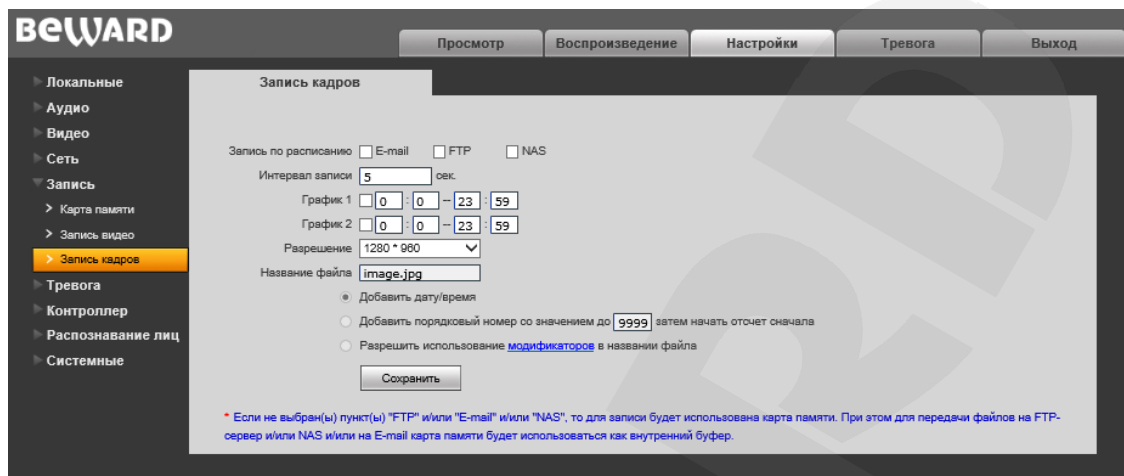 BEWARD
Просмотр Воспроизведение Настройки Тревога Выход
Локальные
Аудио
Видео
Сеть
Запись
Карта памяти
Запись видео
Запись кадров
Тревога
Контроллер
Распознавание лиц
Системные
Запись кадров
Запись по расписанию E-mail FTP NAS
Интервал записи 5 сек.
График 1 0 : 0 -- 23 : 59
График 2 0 : 0 -- 23 : 59
Разрешение 1280 * 960
Название файла image.jpg
Добавить дату/время
Добавить порядковый номер со значением до 9999 затем начать отсчет сначала
Разрешить использование модификаторов в названии файла
Сохранить
* Если не выбран(ы) пункт(ы) "FTP" и/или "E-mail" и/или "NAS", то для записи будет использована карта памяти. При этом для передачи файлов на FTP-
сервер и/или NAS и/или на E-mail карта памяти будет использоваться как внутренний буфер.